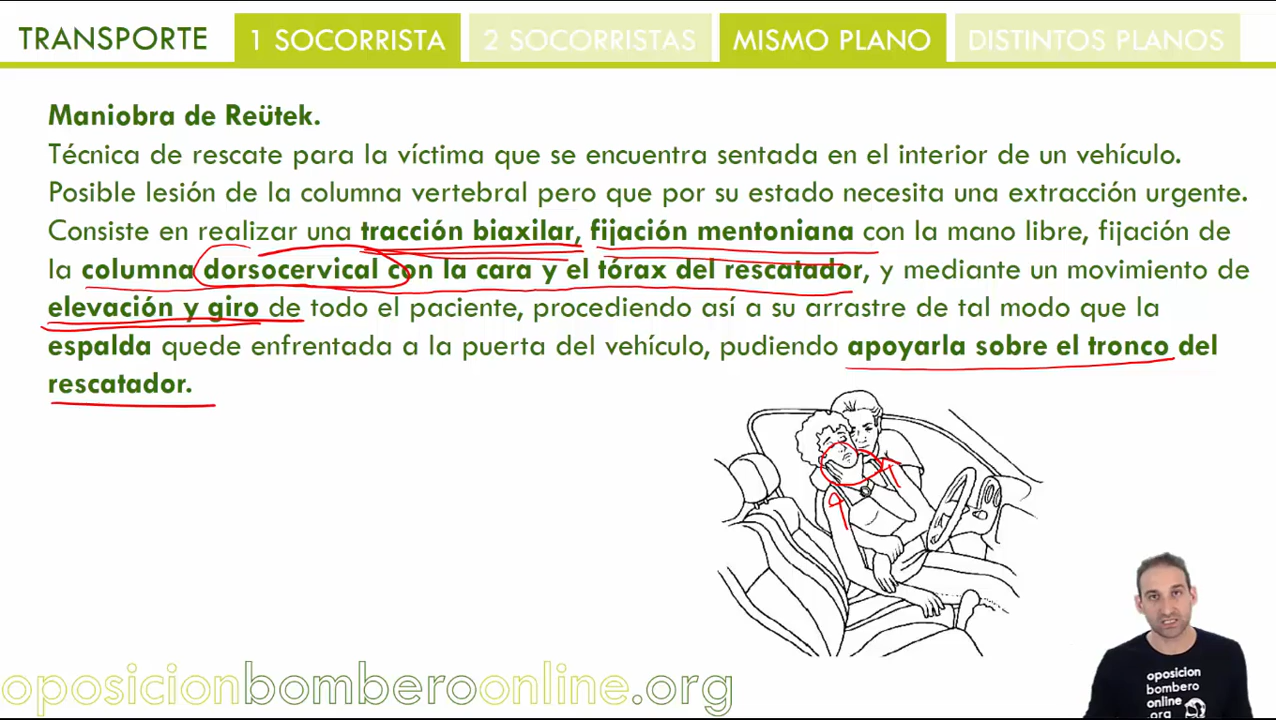 TRANSPORTE 1 SOCORRISTA 2 SOCORRISTAS MISMO PLANO DISTINTOS PLANOS
Maniobra de Reütek.
Técnica de rescate para la víctima que se encuentra sentada en el interior de un vehículo.
Posible lesión de la columna vertebral pero que por su estado necesita una extracción urgente.
Consiste en realizar una tracción biaxilar, fijación mentoniana con la mano libre, fijación de
la columna dorsocervical con la cara y el tórax del rescatador, y mediante un movimiento de
elevación y giro de todo el paciente, procediendo así a su arrastre de tal modo que la
espalda quede enfrentada a la puerta del vehículo, pudiendo apoyarla sobre el tronco del
rescatador.
oposicionbomberoonline.org
oposicion
bombero
online
.org